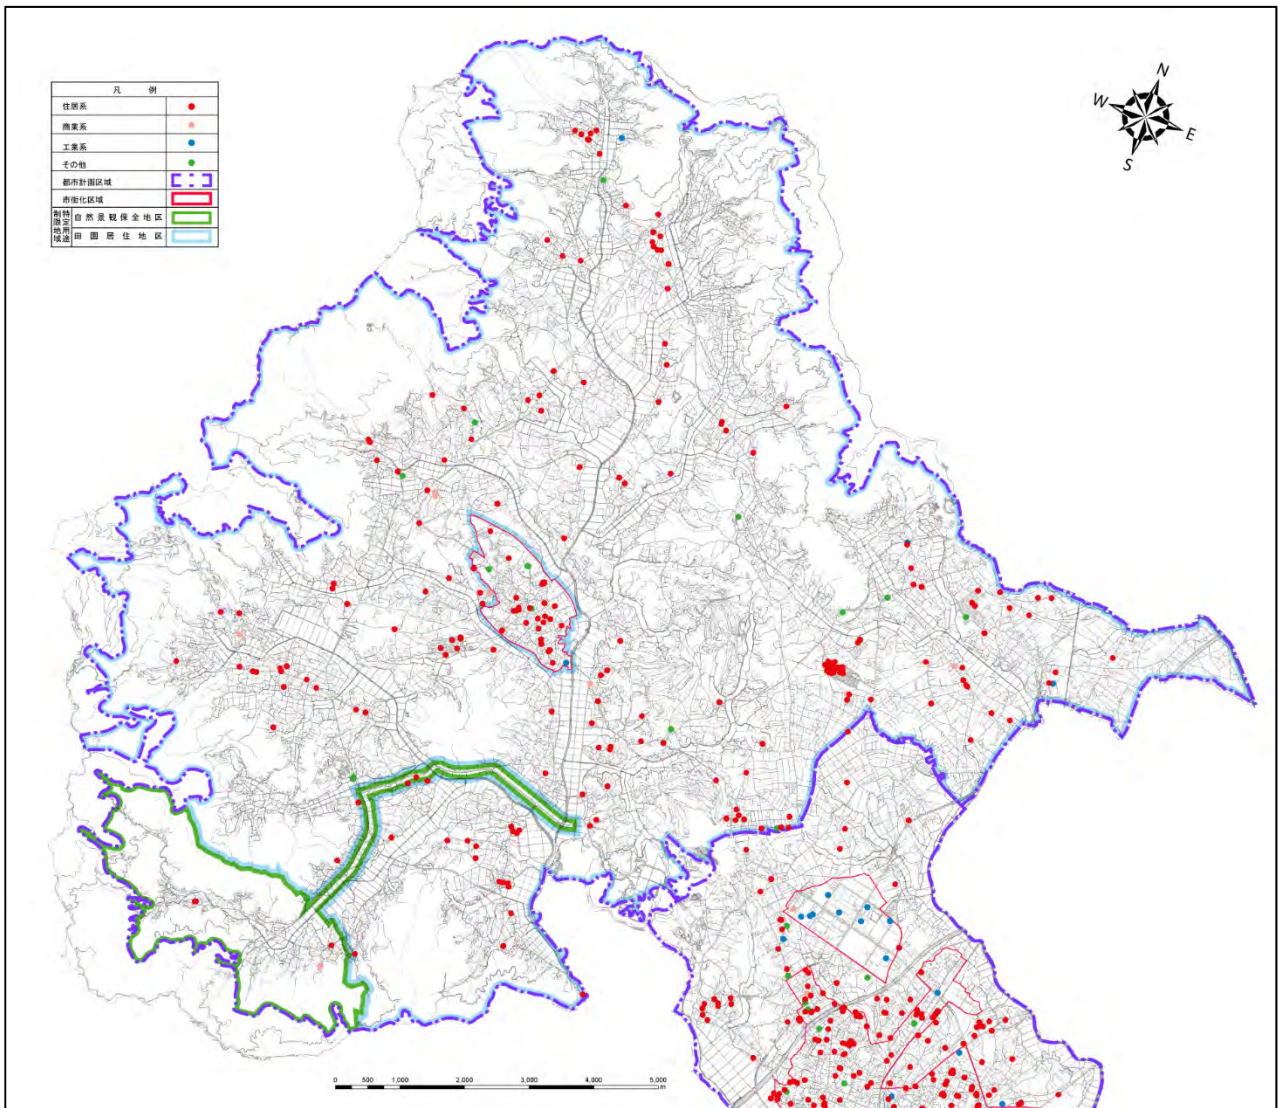 凡 例
住居系
商業系
工業系
その他
都市計画区域
市街化区域
特定用途制限地域
自然景観保全地区
田園居住地区
N
W
E
S
0 500 1,000 2,000 3,000 4,000 5,000
m